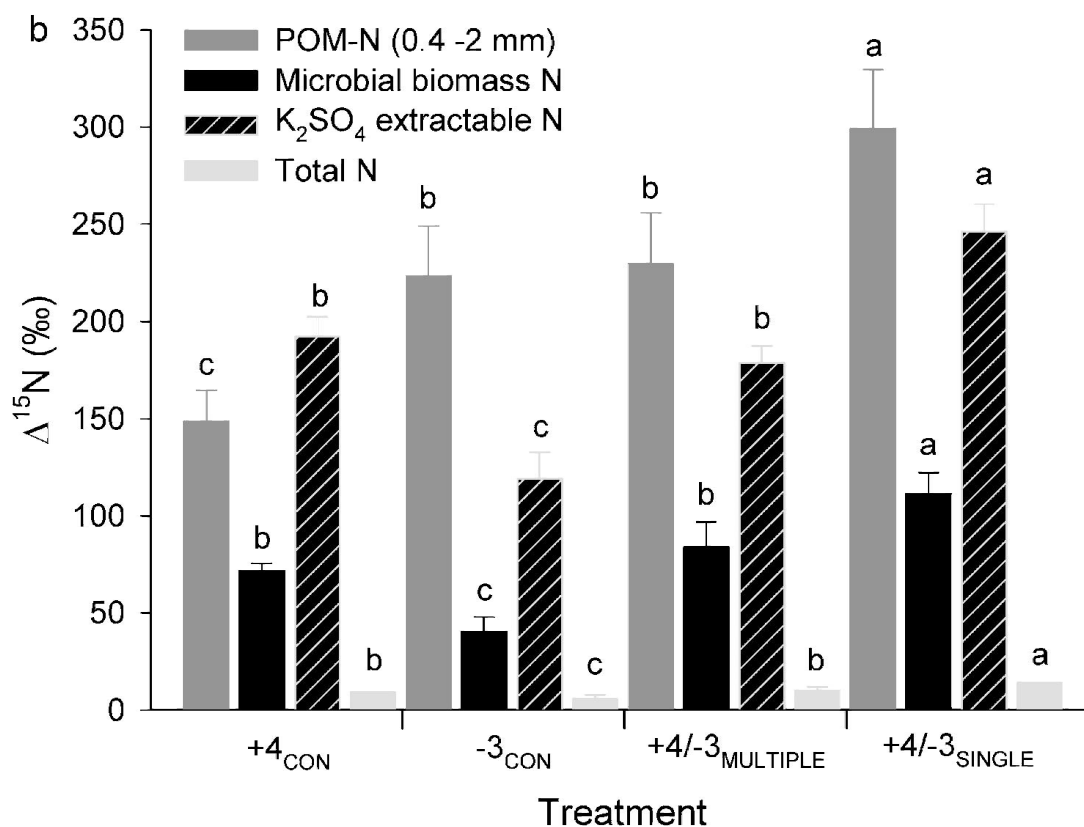 b
350
300
250
200
150
100
50
0
Δ¹⁵N (‰)
POM-N (0.4 -2 mm)
Microbial biomass N
K₂SO₄ extractable N
Total N
c
b
b
b
b
c
c
c
b
b
b
b
a
a
a
a
+4CON
-3CON
+4/-3MULTIPLE
+4/-3SINGLE
Treatment